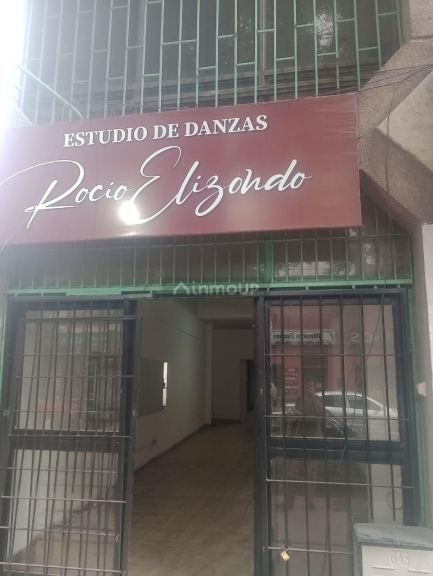 ESTUDIO DE DANZAS
Rocio Elizondo
inmoup
GAS